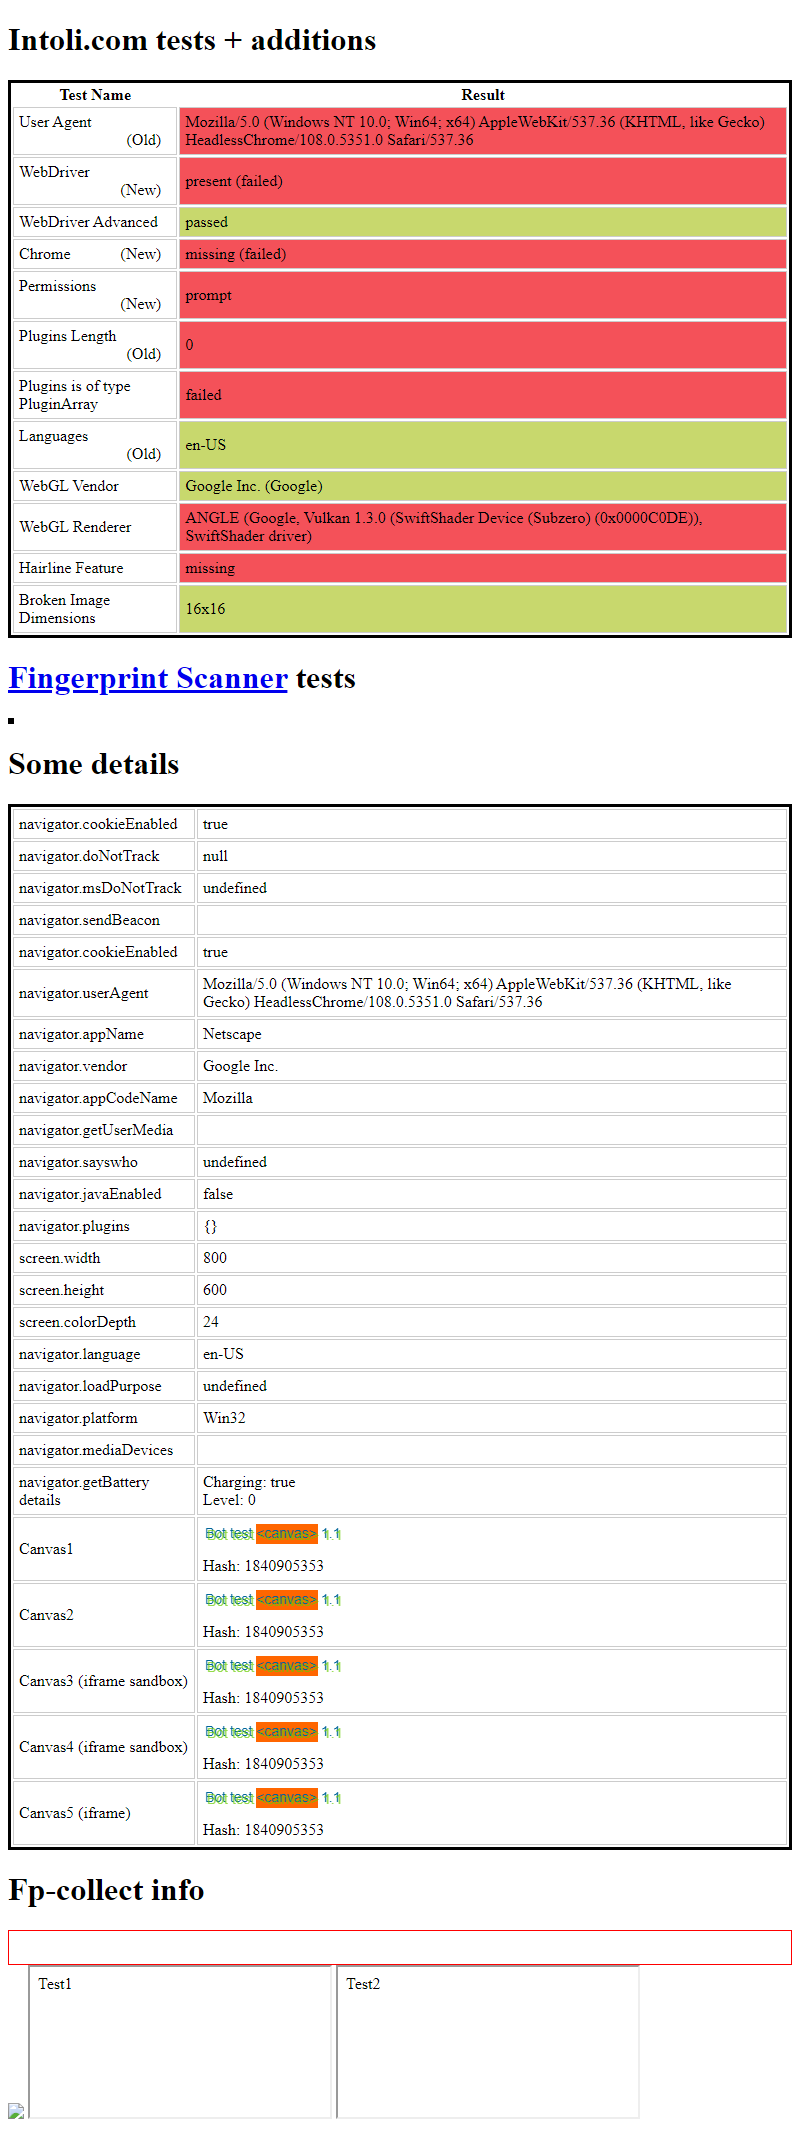 Intoli.com tests + additions
Test Name Result
User Agent
(Old)
Mozilla/5.0 (Windows NT 10.0; Win64; x64) AppleWebKit/537.36 (KHTML, like Gecko)
HeadlessChrome/108.0.5351.0 Safari/537.36
WebDriver
(New)
present (failed)
WebDriver Advanced passed
Chrome (New) missing (failed)
Permissions
(New)
prompt
Plugins Length
(Old)
0
Plugins is of type
PluginArray
failed
Languages
(Old)
en-US
WebGL Vendor Google Inc. (Google)
WebGL Renderer
ANGLE (Google, Vulkan 1.3.0 (SwiftShader Device (Subzero) (0x0000C0DE)),
SwiftShader driver)
Hairline Feature missing
Broken Image
Dimensions
16x16
Fingerprint Scanner tests
Some details
navigator.cookieEnabled true
navigator.doNotTrack null
navigator.msDoNotTrack undefined
navigator.sendBeacon
navigator.cookieEnabled true
navigator.userAgent
Mozilla/5.0 (Windows NT 10.0; Win64; x64) AppleWebKit/537.36 (KHTML, like
Gecko) HeadlessChrome/108.0.5351.0 Safari/537.36
navigator.appName Netscape
navigator.vendor Google Inc.
navigator.appCodeName Mozilla
navigator.getUserMedia
navigator.sayswho undefined
navigator.javaEnabled false
navigator.plugins {}
screen.width 800
screen.height 600
screen.colorDepth 24
navigator.language en-US
navigator.loadPurpose undefined
navigator.platform Win32
navigator.mediaDevices
navigator.getBattery
details
Charging: true
Level: 0
Canvas1
Bot test <canvas> 1.1
Hash: 1840905353
Canvas2
Bot test <canvas> 1.1
Hash: 1840905353
Canvas3 (iframe sandbox)
Bot test <canvas> 1.1
Hash: 1840905353
Canvas4 (iframe sandbox)
Bot test <canvas> 1.1
Hash: 1840905353
Canvas5 (iframe)
Bot test <canvas> 1.1
Hash: 1840905353
Fp-collect info
Test1 Test2